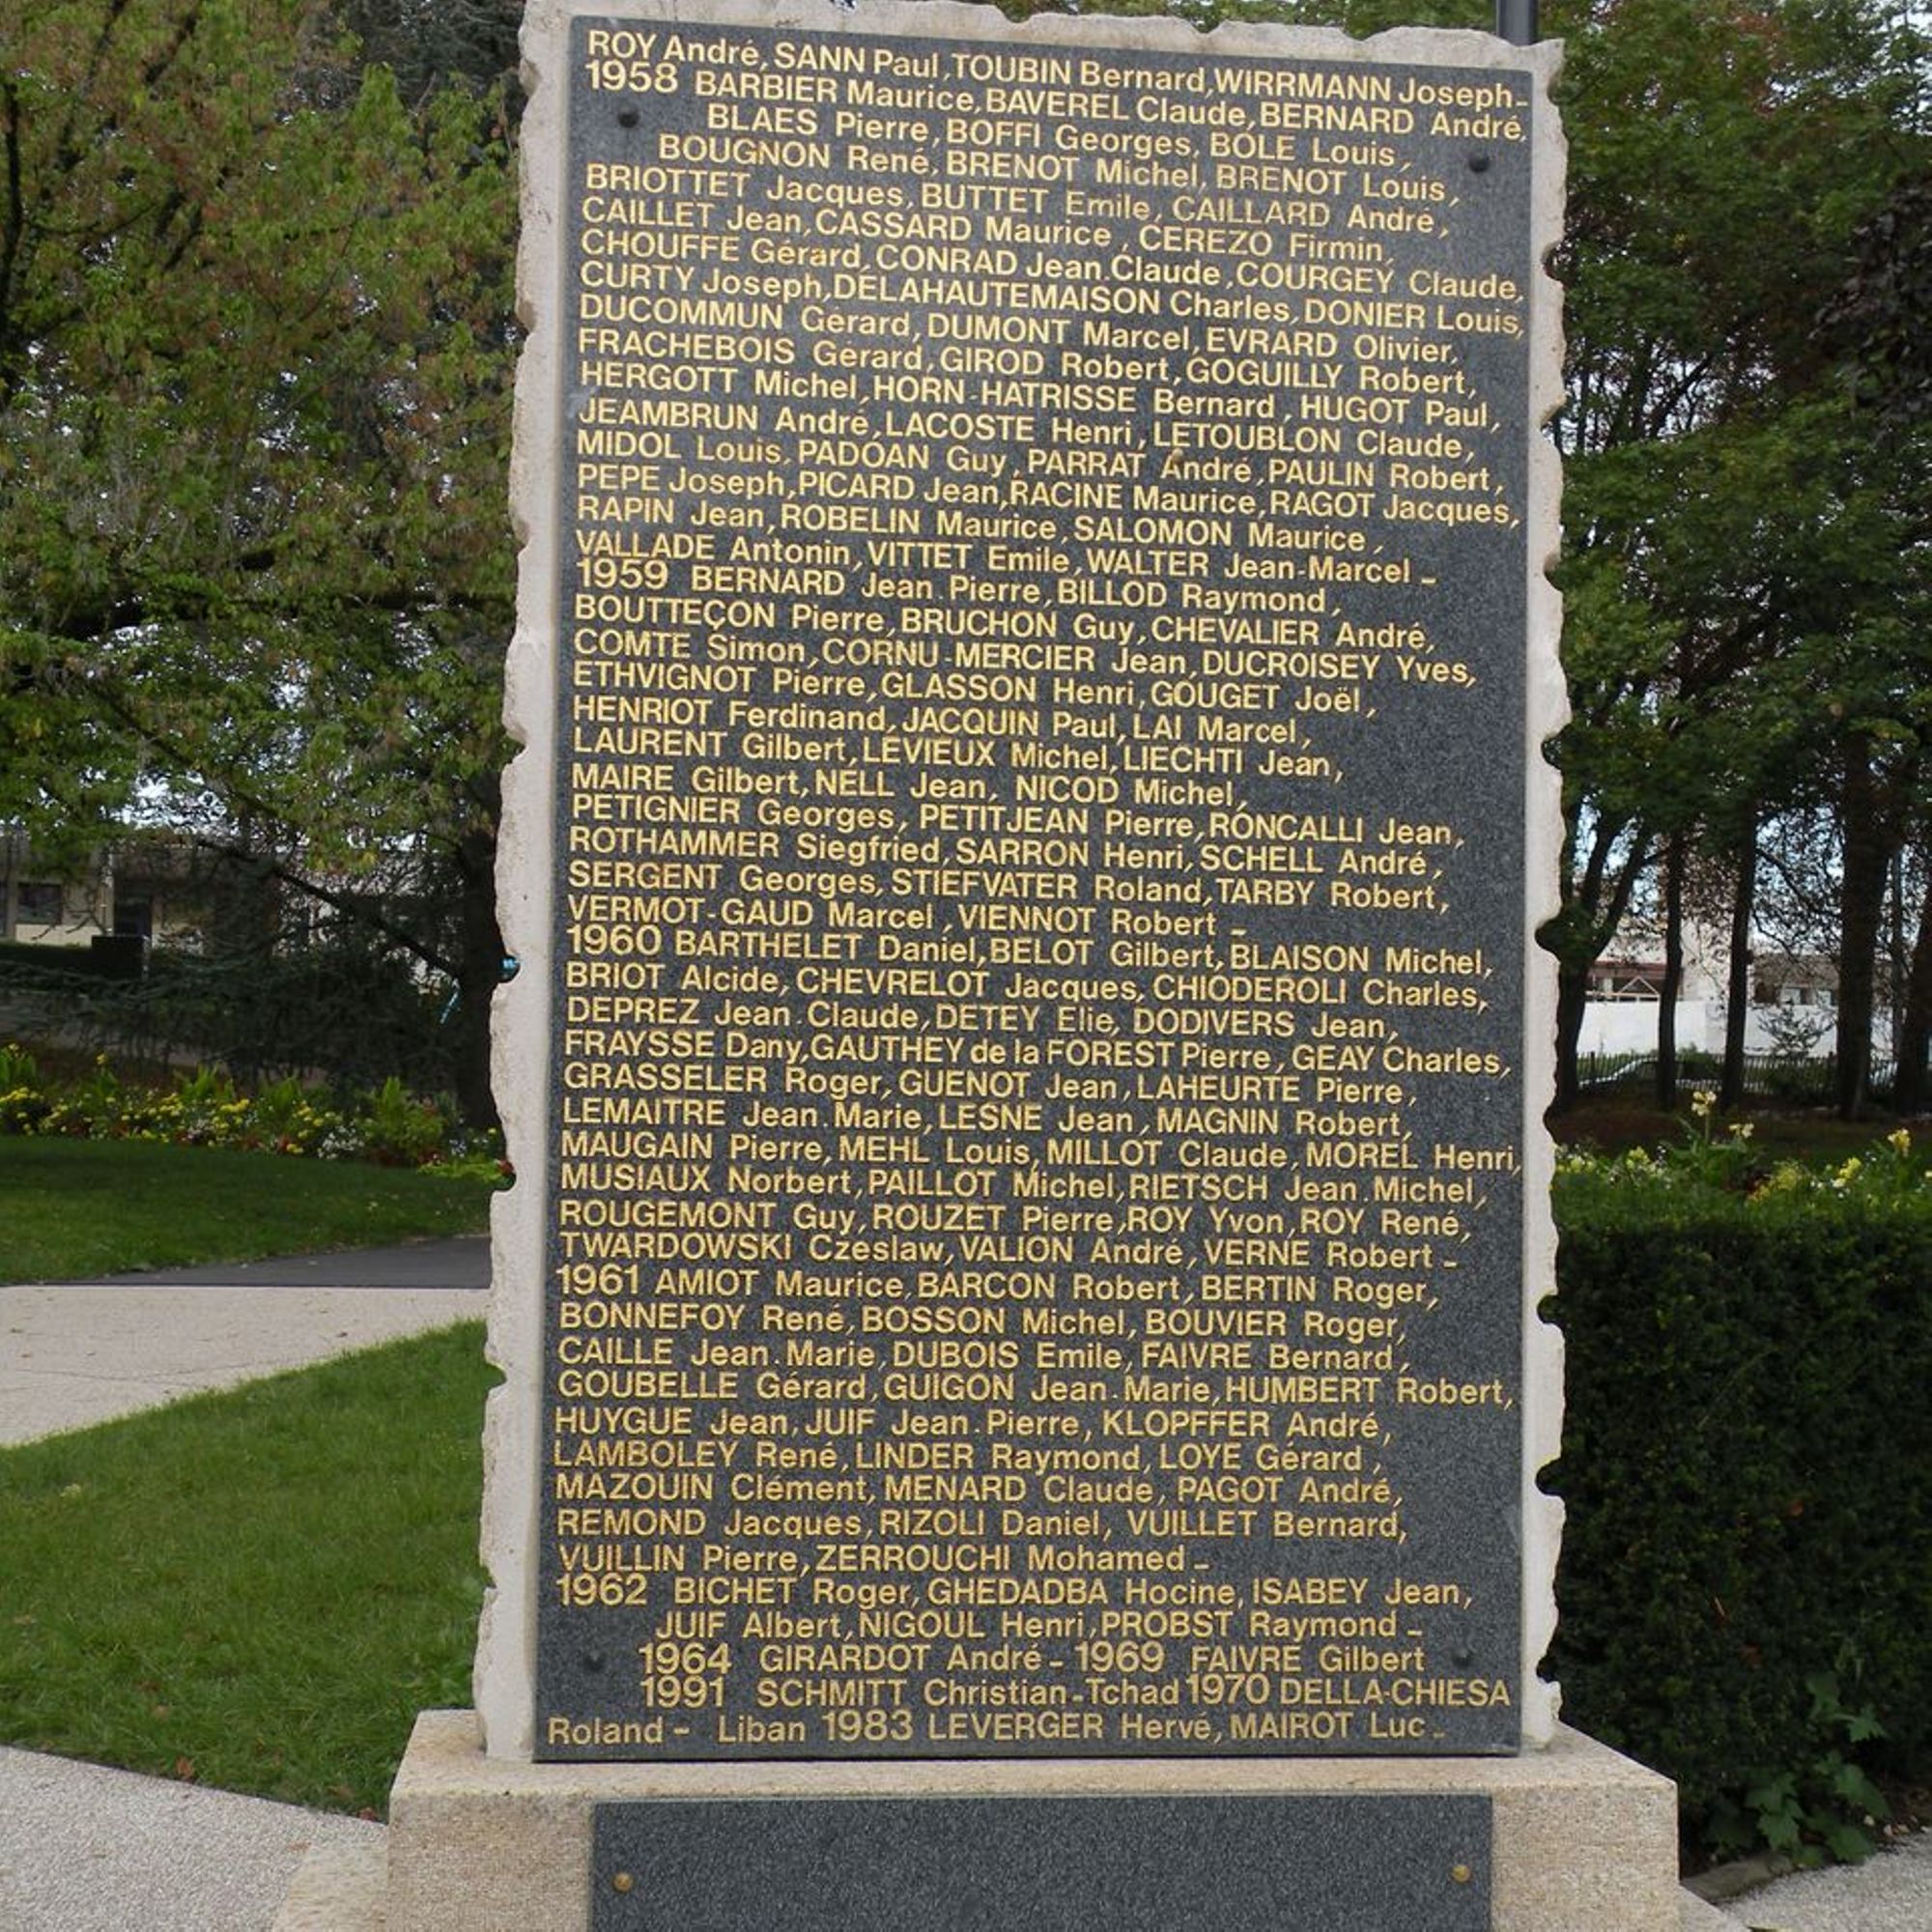 ROY André, SANN Paul, TOUBIN Bernard, WIRRMANN Joseph-
1958 BARBIER Maurice, BAVEREL Claude, BERNARD André,
BLAES Pierre, BOFFI Georges, BOLE Louis,
BOUGNON René, BRENOT Michel, BRENOT Louis,
BRIOTTET Jacques, BUTTET Emile, CAILLARD André,
CAILLET Jean, CASSARD Maurice, CEREZO Firmin,
CHOUFFE Gérard, CONRAD Jean.Claude, COURGEY Claude,
CURTY Joseph, DELAHAUTEMAISON Charles, DONIER Louis,
DUCOMMUN Gérard, DUMONT Marcel, EVRARD Olivier,
FRACHEBOIS Gérard, GIROD Robert, GOGUILLY Robert,
HERGOTT Michel, HORN-HATRISSE Bernard, HUGOT Paul,
JEAMBRUN André, LACOSTE Henri, LETOUBLON Claude,
MIDOL Louis, PADOAN Guy, PARRAT André, PAULIN Robert,
PEPE Joseph, PICARD Jean, RACINE Maurice, RAGOT Jacques,
RAPIN Jean, ROBELIN Maurice, SALOMON Maurice,
VALLADE Antonin, VITTET Emile, WALTER Jean-Marcel -
1959 BERNARD Jean.Pierre, BILLOD Raymond,
BOUTTEÇON Pierre, BRUCHON Guy, CHEVALIER André,
COMTE Simon, CORNU-MERCIER Jean, DUCROISEY Yves,
ETHVIGNOT Pierre, GLASSON Henri, GOUGET Joël,
HENRIOT Ferdinand, JACQUIN Paul, LAI Marcel,
LAURENT Gilbert, LEVIEUX Michel, LIECHTI Jean,
MAIRE Gilbert, NELL Jean, NICOD Michel,
PETIGNIER Georges, PETITJEAN Pierre, RONCALLI Jean,
ROTHAMMER Siegfried, SARRON Henri, SCHELL André,
SERGENT Georges, STIEFVATER Roland, TARBY Robert,
VERMOT-GAUD Marcel, VIENNOT Robert -
1960 BARTHELET Daniel, BELOT Gilbert, BLAISON Michel,
BRIOT Alcide, CHEVRELOT Jacques, CHIODEROLI Charles,
DEPREZ Jean.Claude, DETEY Elie, DODIVERS Jean,
FRAYSSE Dany, GAUTHEY de la FOREST Pierre, GEAY Charles,
GRASSELER Roger, GUENOT Jean, LAHEURTE Pierre,
LEMAITRE Jean.Marie, LESNE Jean, MAGNIN Robert,
MAUGAIN Pierre, MEHL Louis, MILLOT Claude, MOREL Henri,
MUSIAUX Norbert, PAILLOT Michel, RIETSCH Jean.Michel,
ROUGEMONT Guy, ROUZET Pierre, ROY Yvon, ROY René,
TWARDOWSKI Czeslaw, VALION André, VERNE Robert -
1961 AMIOT Maurice, BARCON Robert, BERTIN Roger,
BONNEFOY René, BOSSON Michel, BOUVIER Roger,
CAILLE Jean.Marie, DUBOIS Emile, FAIVRE Bernard,
GOUBELLE Gérard, GUIGON Jean.Marie, HUMBERT Robert,
HUYGUE Jean, JUIF Jean.Pierre, KLOPFFER André,
LAMBOLEY René, LINDER Raymond, LOYE Gérard,
MAZOUIN Clément, MENARD Claude, PAGOT André,
REMOND Jacques, RIZOLI Daniel, VUILLET Bernard,
VUILLIN Pierre, ZERROUCHI Mohamed -
1962 BICHET Roger, GHEDADBA Hocine, ISABEY Jean,
JUIF Albert, NIGOUL Henri, PROBST Raymond -
1964 GIRARDOT André - 1969 FAIVRE Gilbert
1991 SCHMITT Christian-Tchad 1970 DELLA-CHIESA
Roland - Liban 1983 LEVERGER Hervé, MAIROT Luc -